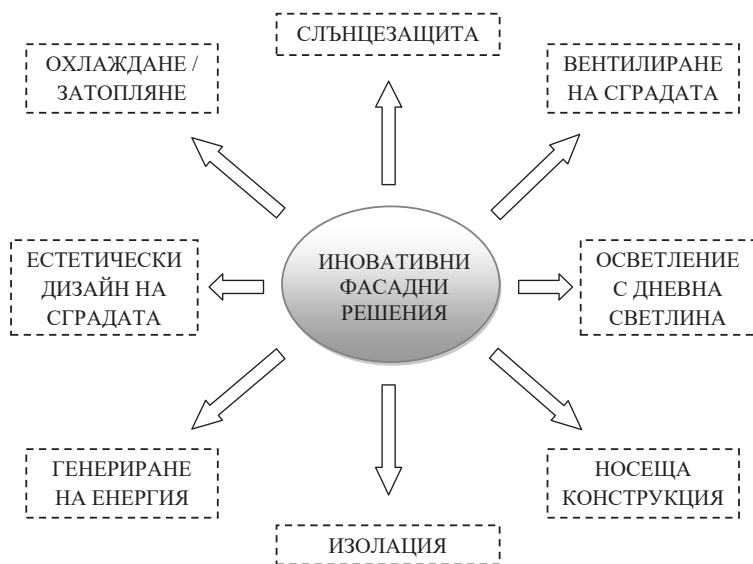 СЛЪНЦЕЗАЩИТА
ОХЛАЖДАНЕ /
ЗАТОПЛЯНЕ
ВЕНТИЛИРАНЕ
НА СГРАДАТА
ЕСТЕТИЧЕСКИ
ДИЗАЙН НА
СГРАДАТА
ИНОВАТИВНИ
ФАСАДНИ
РЕШЕНИЯ
ОСВЕТЛЕНИЕ
С ДНЕВНА
СВЕТЛИНА
ГЕНЕРИРАНЕ
НА ЕНЕРГИЯ
НОСЕЩА
КОНСТРУКЦИЯ
ИЗОЛАЦИЯ